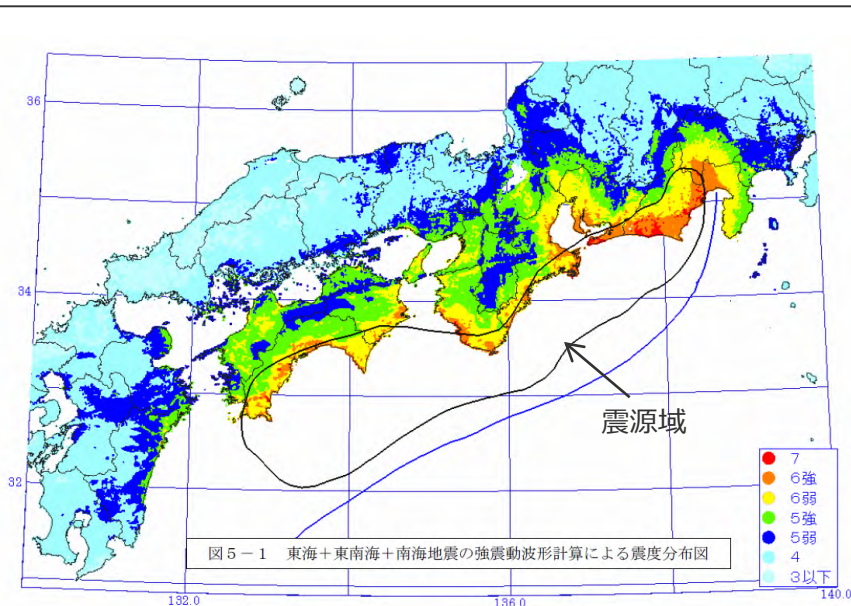 36
34
32
震源域
7
6強
6弱
5強
5弱
4
3以下
図5-1 東海+東南海+南海地震の強震動波形計算による震度分布図
132.0
136.0
140.0